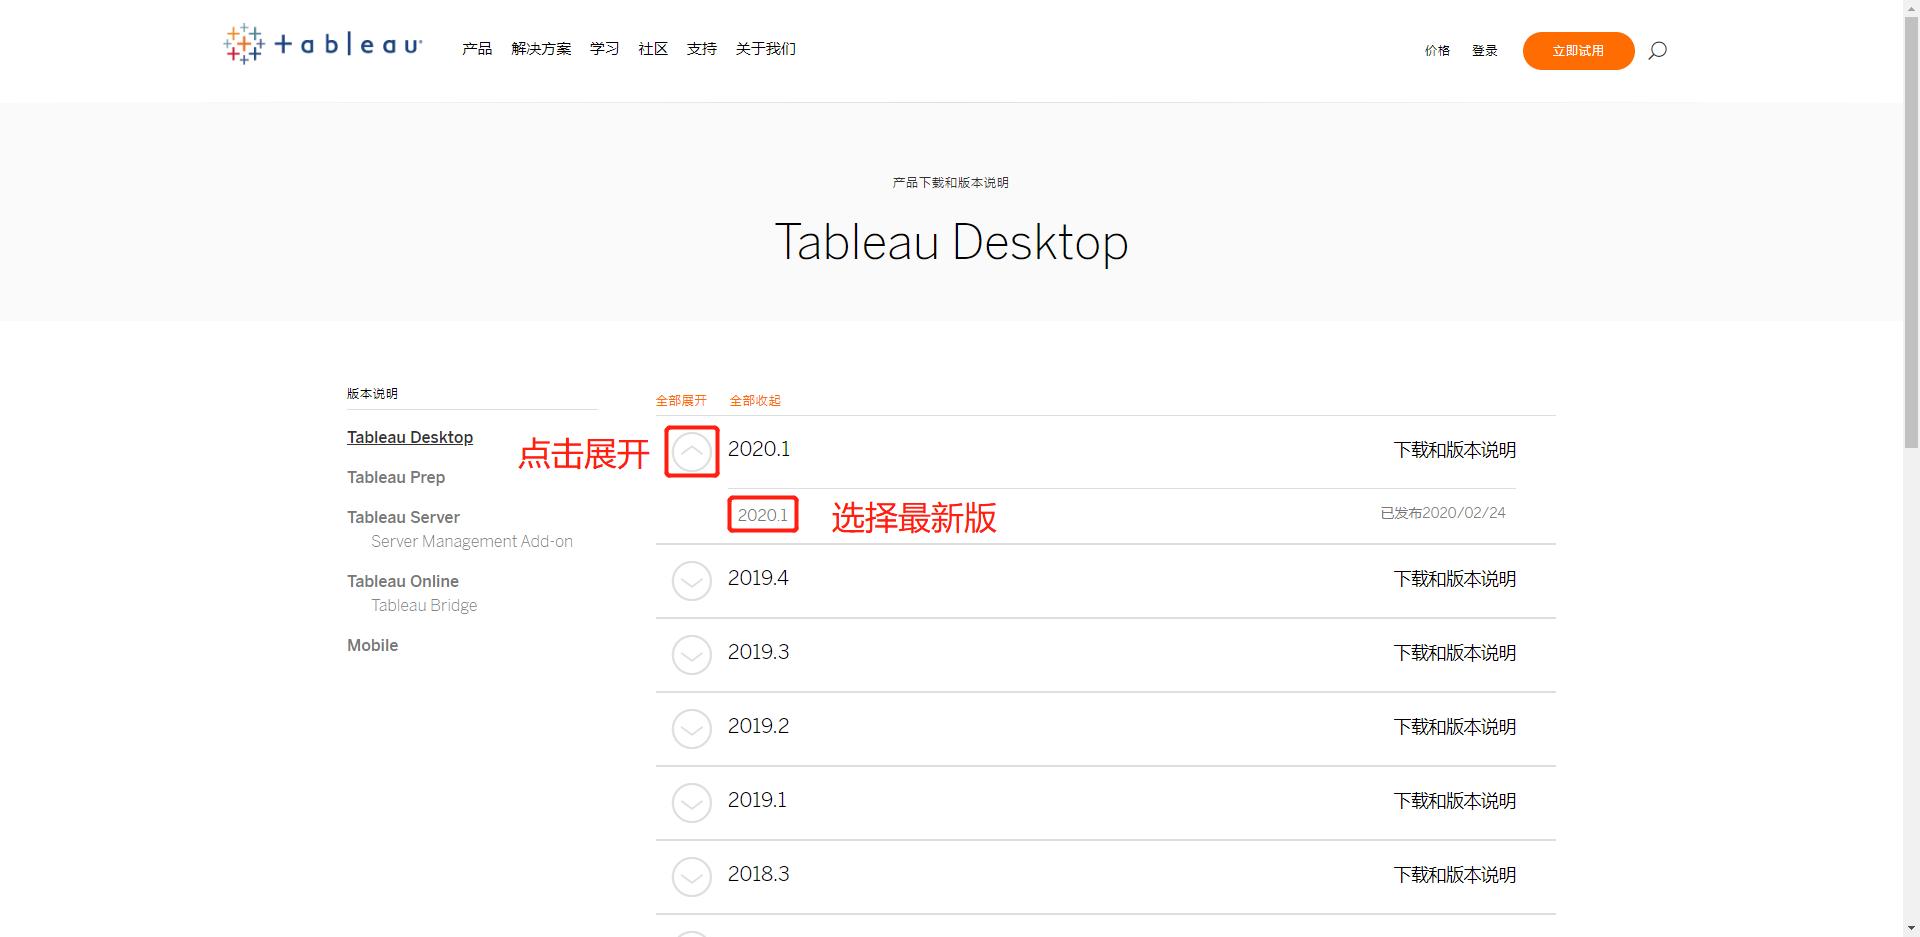 tableau
产品 解决方案 学习 社区 支持 关于我们
价格 登录 立即试用
产品下载和版本说明
Tableau Desktop
版本说明
Tableau Desktop
Tableau Prep
Tableau Server
Server Management Add-on
Tableau Online
Tableau Bridge
Mobile
全部展开 全部收起
点击展开 2020.1 下载和版本说明
2020.1 选择最新版 已发布2020/02/24
2019.4 下载和版本说明
2019.3 下载和版本说明
2019.2 下载和版本说明
2019.1 下载和版本说明
2018.3 下载和版本说明